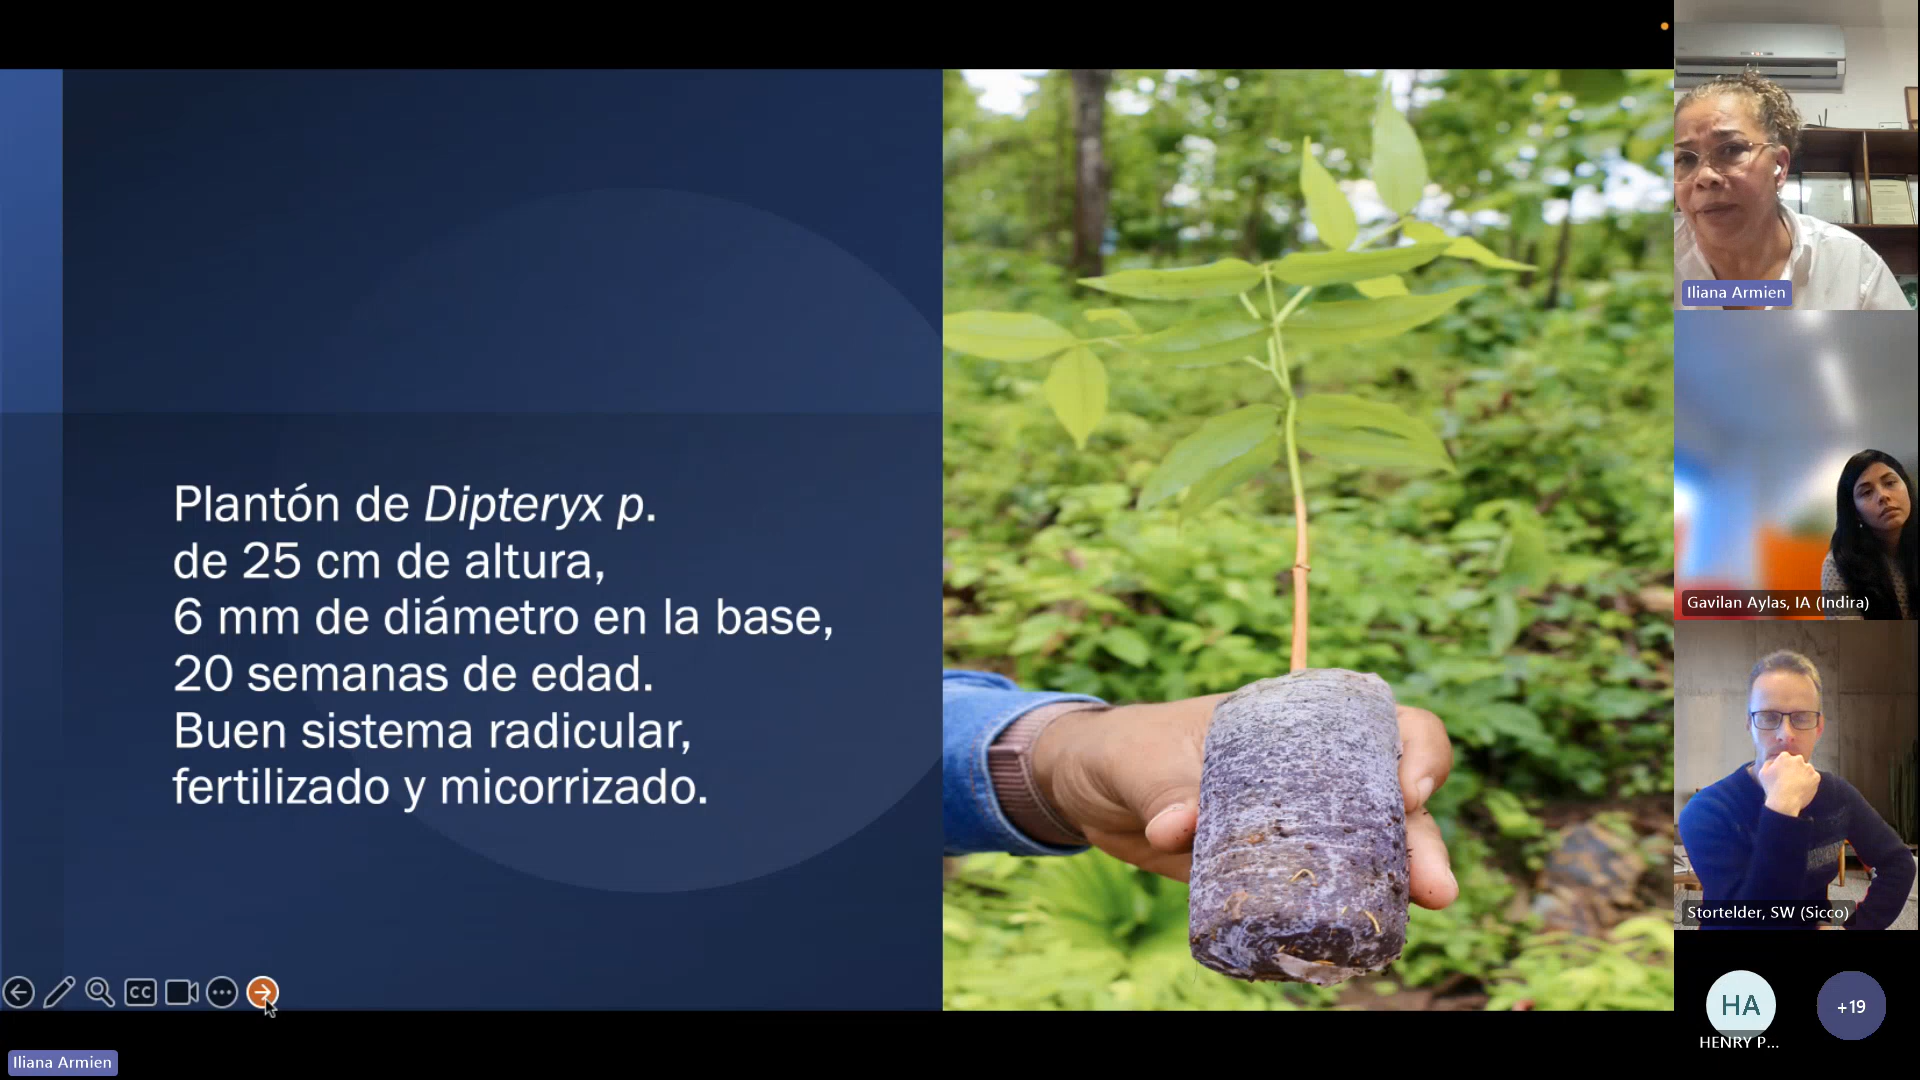 Plantón de Dipteryx p.
de 25 cm de altura,
6 mm de diámetro en la base,
20 semanas de edad.
Buen sistema radicular,
fertilizado y micorrizado.
CC
Iliana Armien
Iliana Armien
Gavilan Aylas, IA (Indira)
Stortelder, SW (Sicco)
HA
HENRY P...
+19